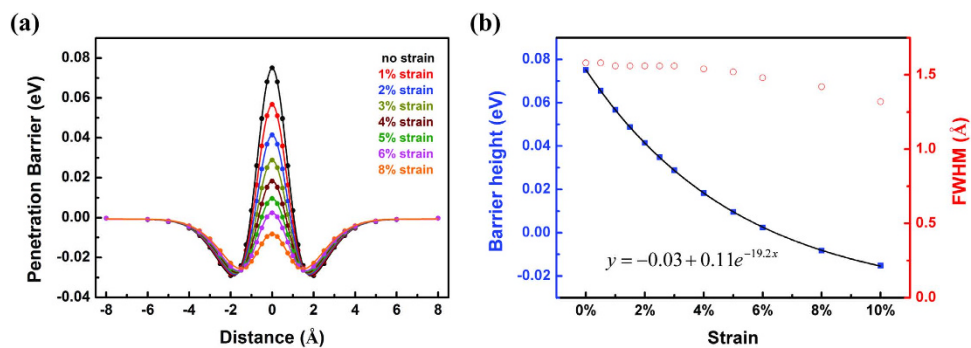 (a)
Penetration Barrier (eV)
0.08
0.06
0.04
0.02
0.00
-0.02
-0.04
-8 -6 -4 -2 0 2 4 6 8
Distance (Å)
no strain
1% strain
2% strain
3% strain
4% strain
5% strain
6% strain
8% strain
(b)
Barrier height (eV)
0.08
0.06
0.04
0.02
0.00
-0.02
0% 2% 4% 6% 8% 10%
Strain
y = −0.03 + 0.11e^{−19.2x}
1.5
1.0
0.5
0.0
FWHM (Å)